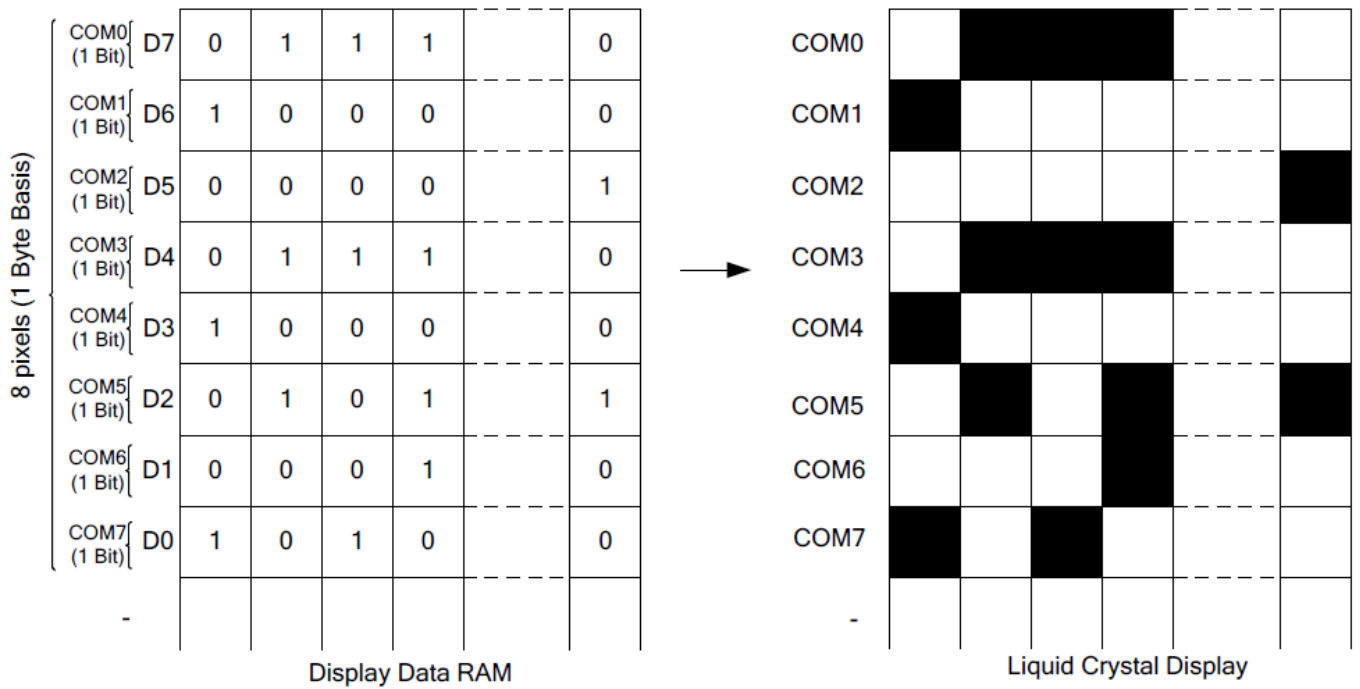 8 pixels (1 Byte Basis)
COM0 (1 Bit) D7 0 1 1 1 0 COM0
COM1 (1 Bit) D6 1 0 0 0 0 COM1
COM2 (1 Bit) D5 0 0 0 0 1 COM2
COM3 (1 Bit) D4 0 1 1 1 0 COM3
COM4 (1 Bit) D3 1 0 0 0 0 COM4
COM5 (1 Bit) D2 0 1 0 1 1 COM5
COM6 (1 Bit) D1 0 0 0 1 0 COM6
COM7 (1 Bit) D0 1 0 1 0 0 COM7
- -
Display Data RAM Liquid Crystal Display